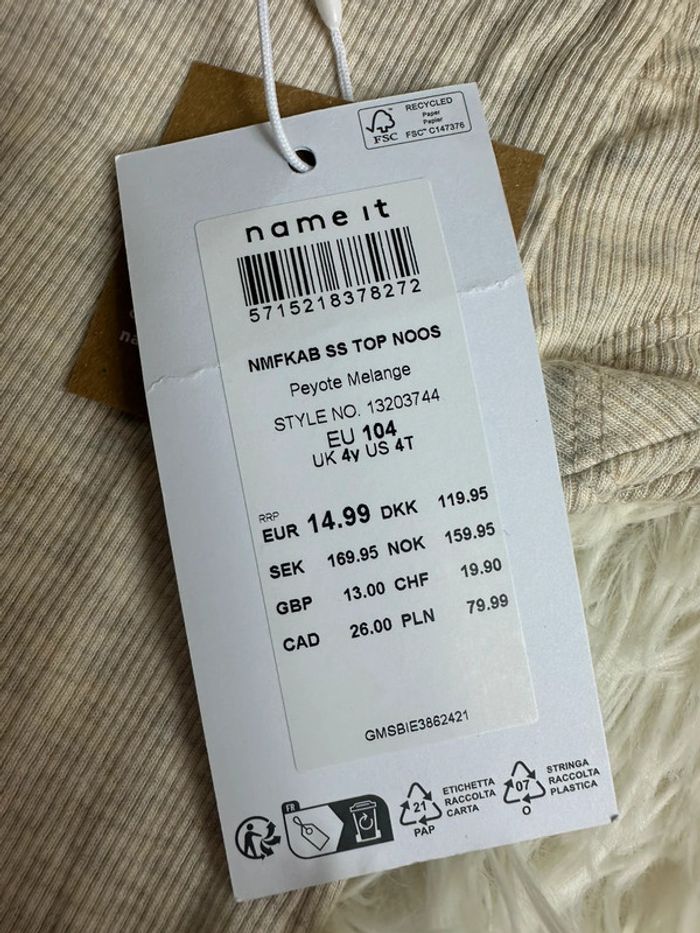 RECYCLED
Paper
Papier
FSC™ C147376
FSC
name it
5715218378272
NMFKAB SS TOP NOOS
Peyote Melange
STYLE NO. 13203744
EU 104
UK 4y US 4T
RRP
EUR 14.99 DKK 119.95
SEK 169.95 NOK 159.95
GBP 13.00 CHF 19.90
CAD 26.00 PLN 79.99
GMSBIE3862421
FR
21
PAP
ETICHETTA
RACCOLTA
CARTA
07
O
STRINGA
RACCOLTA
PLASTICA
na